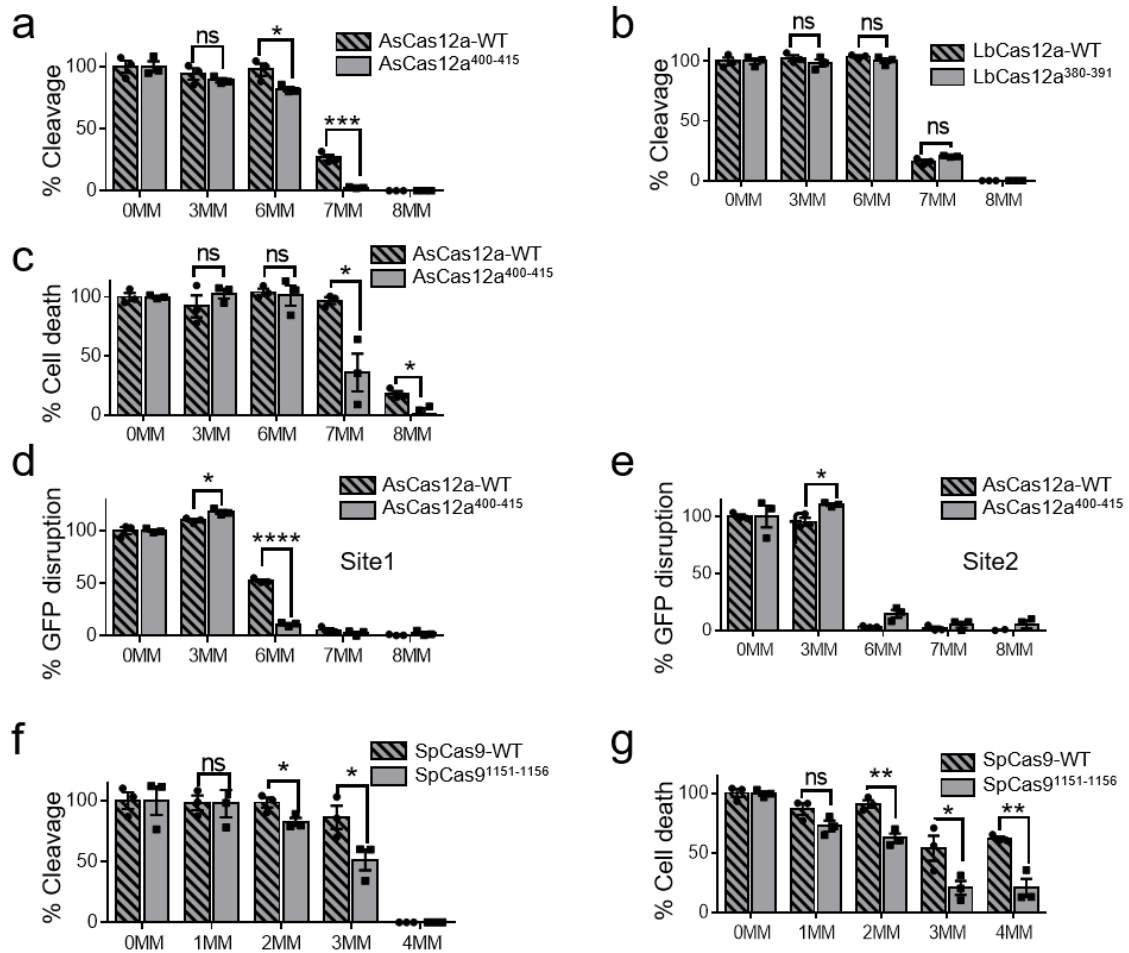 a
AsCas12a-WT
AsCas12a400-415
% Cleavage
100
50
0
ns
*
***
0MM 3MM 6MM 7MM 8MM
b
LbCas12a-WT
LbCas12a380-391
% Cleavage
100
50
0
ns
ns
ns
0MM 3MM 6MM 7MM 8MM
c
AsCas12a-WT
AsCas12a400-415
% Cell death
100
50
0
ns
ns
*
*
0MM 3MM 6MM 7MM 8MM
d
AsCas12a-WT
AsCas12a400-415
Site1
% GFP disruption
100
50
0
*
****
0MM 3MM 6MM 7MM 8MM
e
AsCas12a-WT
AsCas12a400-415
Site2
% GFP disruption
100
50
0
*
0MM 3MM 6MM 7MM 8MM
f
SpCas9-WT
SpCas91151-1156
% Cleavage
100
50
0
ns
*
*
0MM 1MM 2MM 3MM 4MM
g
SpCas9-WT
SpCas91151-1156
% Cell death
100
50
0
ns
**
*
**
0MM 1MM 2MM 3MM 4MM